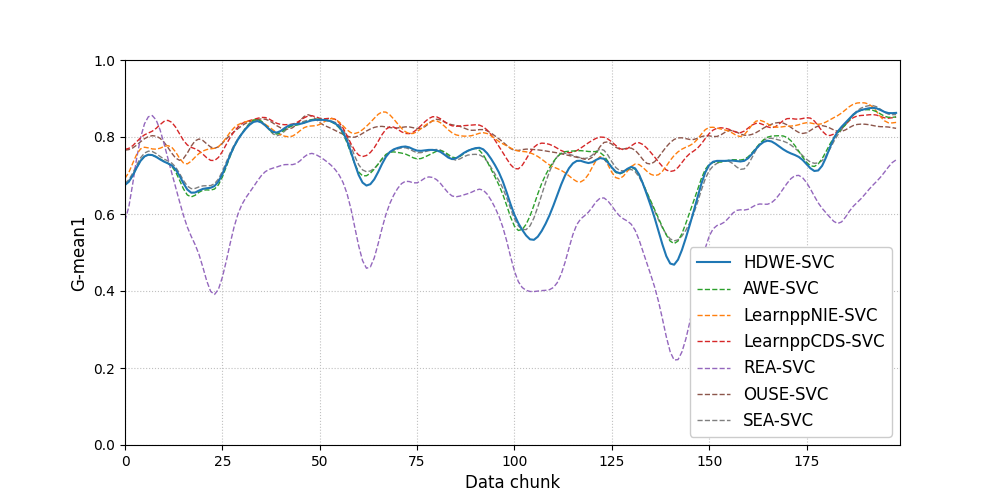 1.0
0.8
0.6
0.4
0.2
0.0
G-mean1
0
25
50
75
100
125
150
175
Data chunk
HDWE-SVC
AWE-SVC
LearnppNIE-SVC
LearnppCDS-SVC
REA-SVC
OUSE-SVC
SEA-SVC